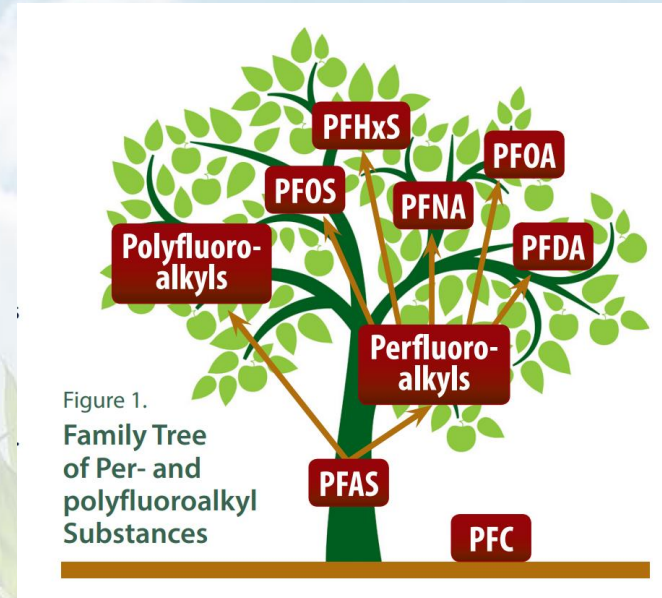 PFHxS
PFOA
PFOS
PFNA
Polyfluoro-
alkyls
PFDA
Perfluoro-
alkyls
Figure 1.
Family Tree
of Per- and
polyfluoroalkyl
Substances
PFAS
PFC
s
.